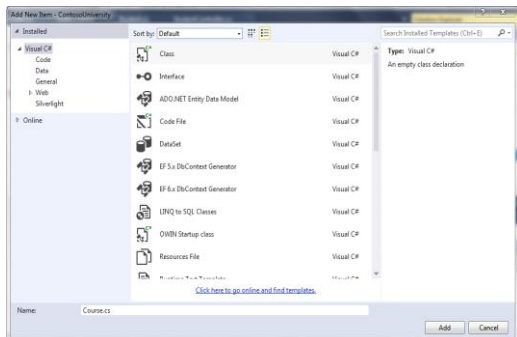 Add New Item - ContosoUniversity
Installed
Sort by: Default
Search Installed Templates (Ctrl+E)
Visual C#
Code
Data
General
Web
Silverlight
Online
Class Visual C#
Interface Visual C#
ADO.NET Entity Data Model Visual C#
Code File Visual C#
DataSet Visual C#
EF 5.x DbContext Generator Visual C#
EF 6.x DbContext Generator Visual C#
LINQ to SQL Classes Visual C#
OWIN Startup class Visual C#
Resources File Visual C#
Type: Visual C#
An empty class declaration
Click here to go online and find templates.
Name: Course.cs
Add Cancel